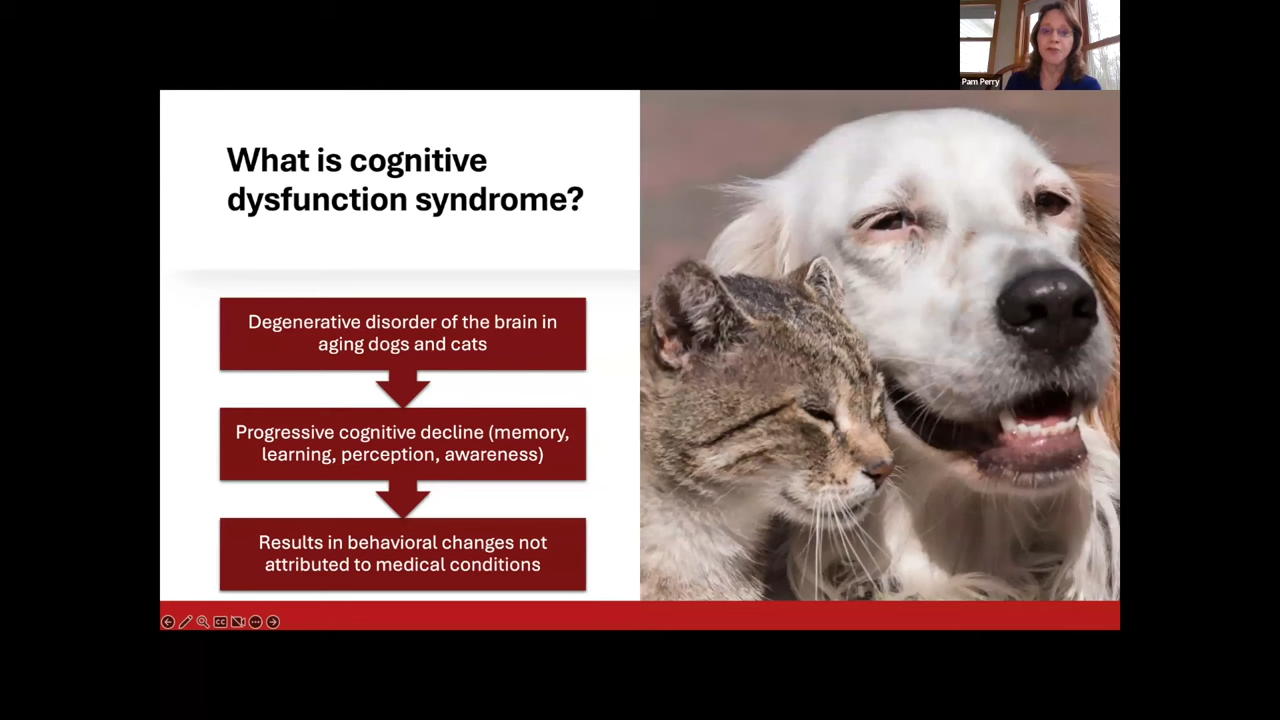 Pam Perry
What is cognitive
dysfunction syndrome?
Degenerative disorder of the brain in
aging dogs and cats
Progressive cognitive decline (memory,
learning, perception, awareness)
Results in behavioral changes not
attributed to medical conditions
CC